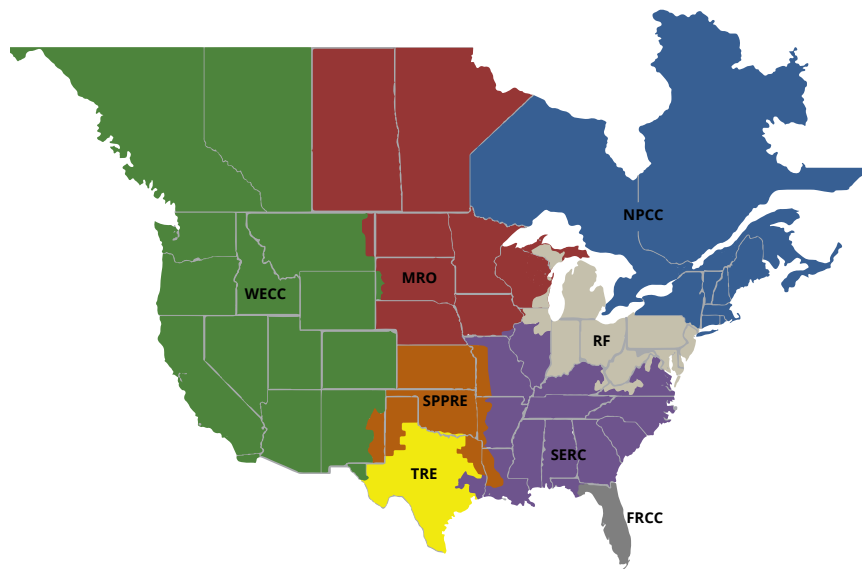 NPCC
MRO
WECC
RF
SPPRE
SERC
TRE
FRCC